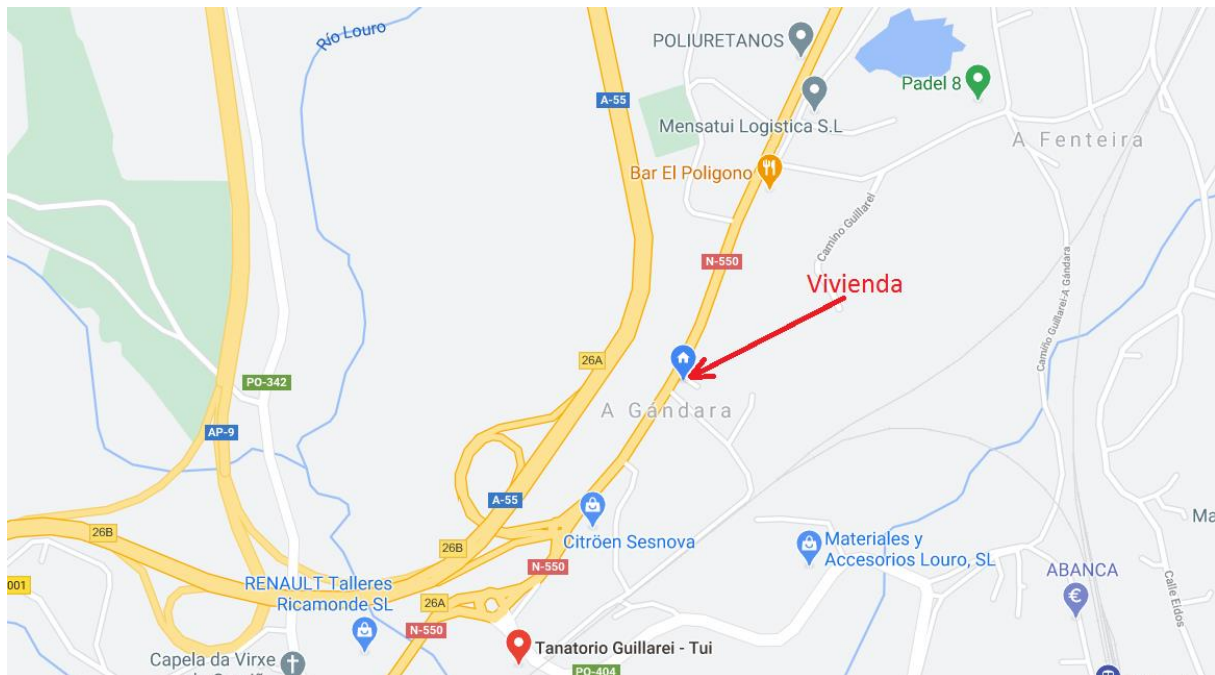 Río Louro
POLIURETANOS
A-55
Padel 8
Mensatui Logistica S.L
A Fenteira
Bar El Poligono
Camino Guillarei
N-550
Vivienda
Camiño Guillarei-A Gándara
26A
PO-342
A Gándara
AP-9
A-55
26B
Citröen Sesnova
Materiales y
Accesorios Louro, SL
Ma
26B
N-550
ABANCA
€
001
RENAULT Talleres
Ricamonde SL
26A
Calle Eidos
N-550
Tanatorio Guillarei - Tui
Capela da Virxe
PO-404